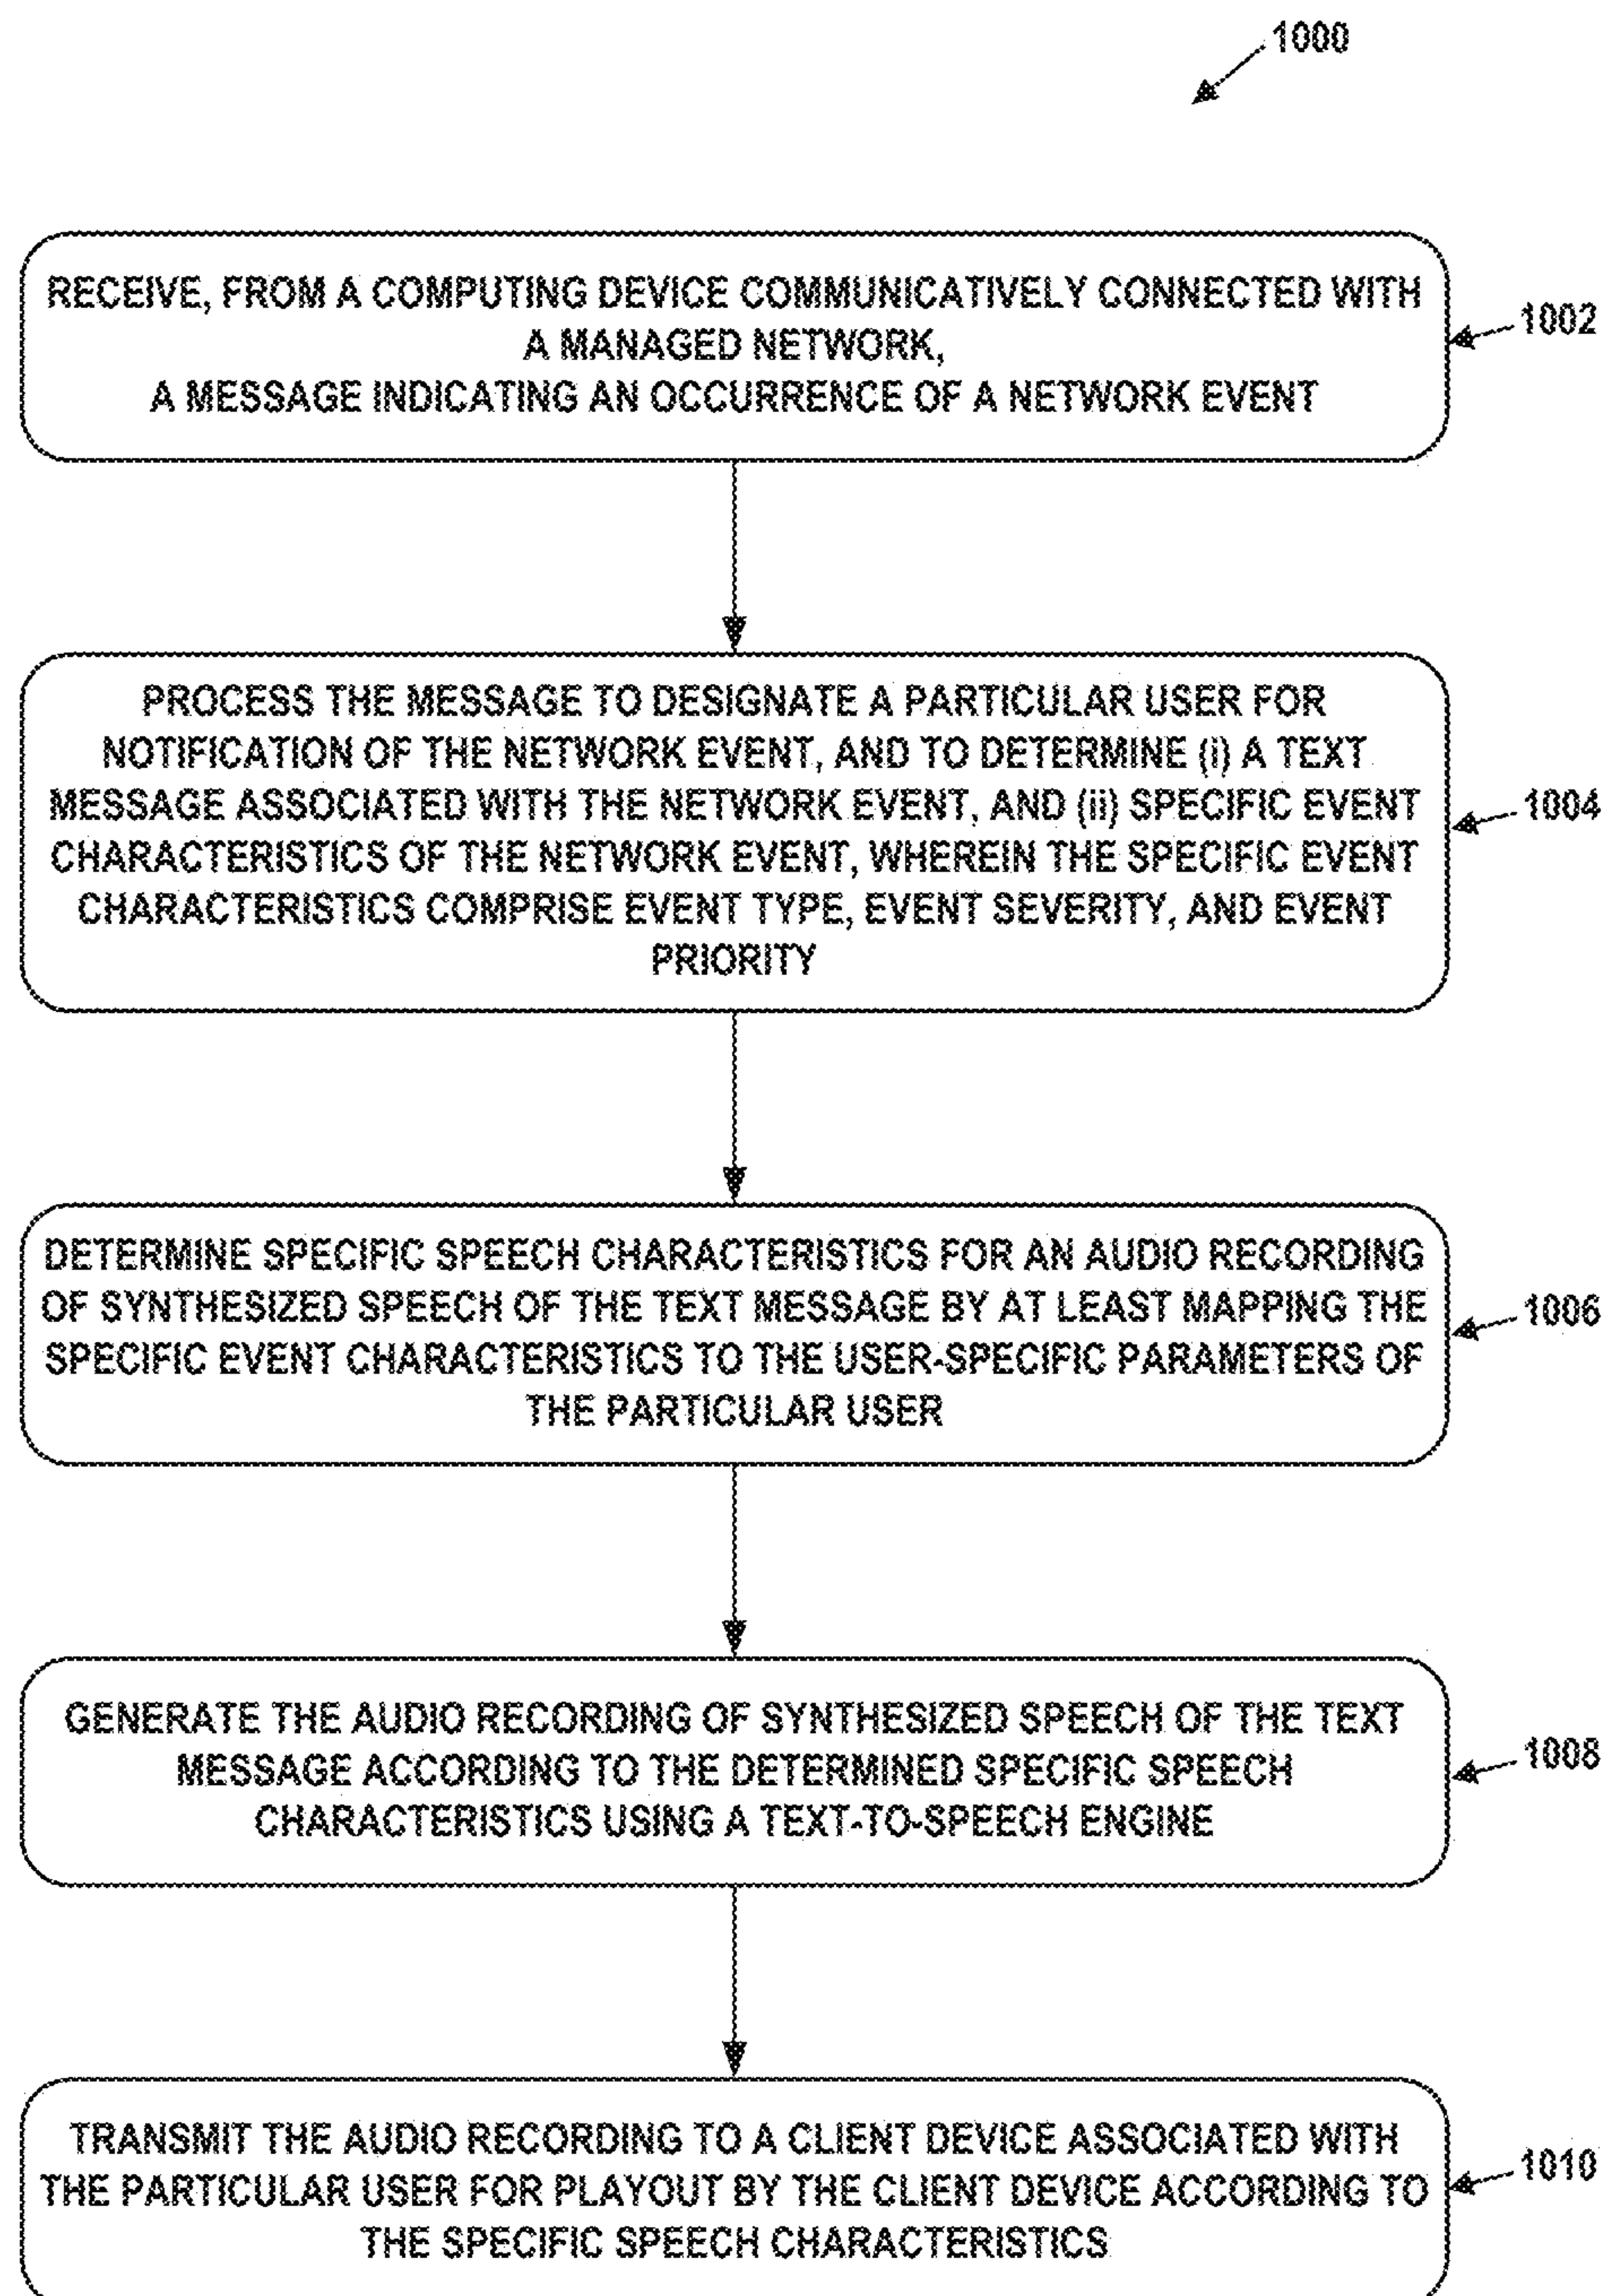 1000
RECEIVE, FROM A COMPUTING DEVICE COMMUNICATIVELY CONNECTED WITH
A MANAGED NETWORK,
A MESSAGE INDICATING AN OCCURRENCE OF A NETWORK EVENT
1002
PROCESS THE MESSAGE TO DESIGNATE A PARTICULAR USER FOR
NOTIFICATION OF THE NETWORK EVENT, AND TO DETERMINE (i) A TEXT
MESSAGE ASSOCIATED WITH THE NETWORK EVENT, AND (ii) SPECIFIC EVENT
CHARACTERISTICS OF THE NETWORK EVENT, WHEREIN THE SPECIFIC EVENT
CHARACTERISTICS COMPRISE EVENT TYPE, EVENT SEVERITY, AND EVENT
PRIORITY
1004
DETERMINE SPECIFIC SPEECH CHARACTERISTICS FOR AN AUDIO RECORDING
OF SYNTHESIZED SPEECH OF THE TEXT MESSAGE BY AT LEAST MAPPING THE
SPECIFIC EVENT CHARACTERISTICS TO THE USER-SPECIFIC PARAMETERS OF
THE PARTICULAR USER
1006
GENERATE THE AUDIO RECORDING OF SYNTHESIZED SPEECH OF THE TEXT
MESSAGE ACCORDING TO THE DETERMINED SPECIFIC SPEECH
CHARACTERISTICS USING A TEXT-TO-SPEECH ENGINE
1008
TRANSMIT THE AUDIO RECORDING TO A CLIENT DEVICE ASSOCIATED WITH
THE PARTICULAR USER FOR PLAYOUT BY THE CLIENT DEVICE ACCORDING TO
THE SPECIFIC SPEECH CHARACTERISTICS
1010